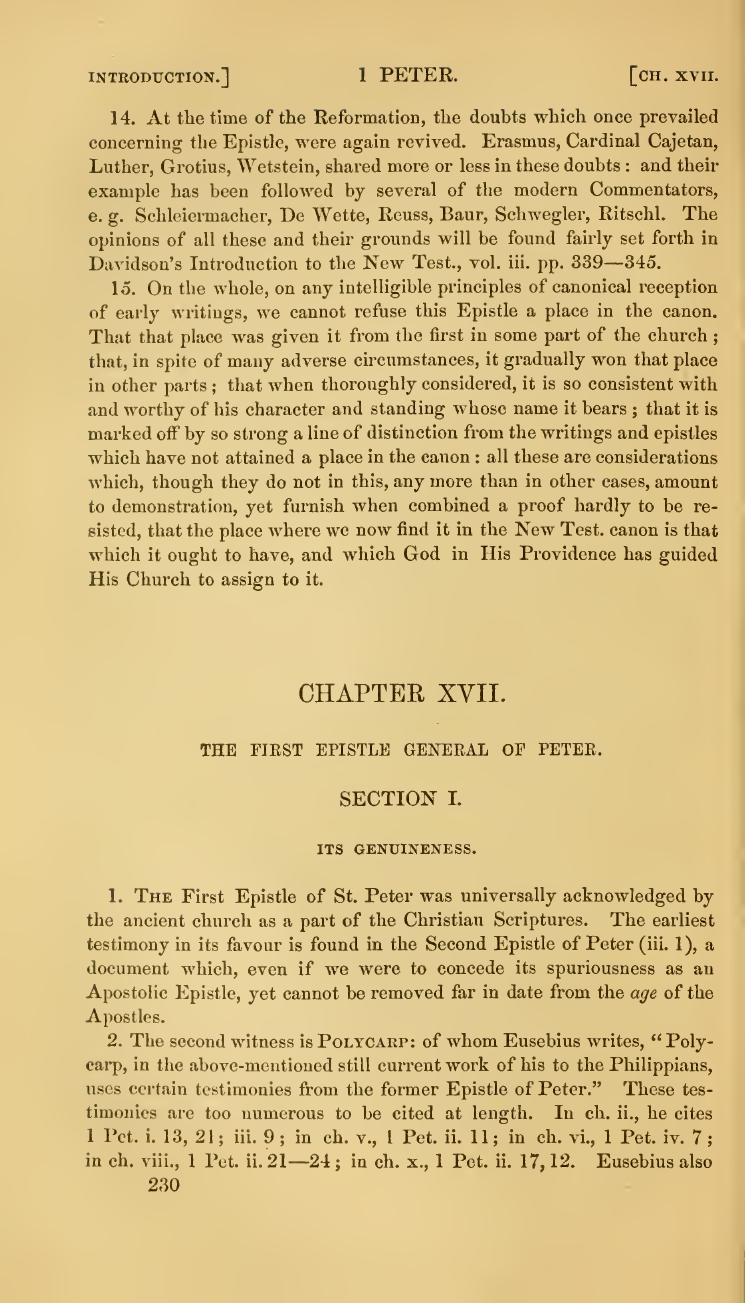 INTRODUCTION.] 1 PETER. [CH. XVII.
14. At the time of the Reformation, the doubts which once prevailed
concerning the Epistle, were again revived. Erasmus, Cardinal Cajetan,
Luther, Grotius, Wetstein, shared more or less in these doubts : and their
example has been followed by several of the modern Commentators,
e. g. Schleiermacher, De Wette, Reuss, Baur, Schwegler, Ritschl. The
opinions of all these and their grounds will be found fairly set forth in
Davidson's Introduction to the New Test., vol. iii. pp. 339—345.
15. On the whole, on any intelligible principles of canonical reception
of early writings, we cannot refuse this Epistle a place in the canon.
That that place was given it from the first in some part of the church ;
that, in spite of many adverse circumstances, it gradually won that place
in other parts ; that when thoroughly considered, it is so consistent with
and worthy of his character and standing whose name it bears ; that it is
marked off by so strong a line of distinction from the writings and epistles
which have not attained a place in the canon : all these are considerations
which, though they do not in this, any more than in other cases, amount
to demonstration, yet furnish when combined a proof hardly to be re-
sisted, that the place where we now find it in the New Test. canon is that
which it ought to have, and which God in His Providence has guided
His Church to assign to it.
CHAPTER XVII.
THE FIRST EPISTLE GENERAL OF PETER.
SECTION I.
ITS GENUINENESS.
1. THE First Epistle of St. Peter was universally acknowledged by
the ancient church as a part of the Christian Scriptures. The earliest
testimony in its favour is found in the Second Epistle of Peter (iii. 1), a
document which, even if we were to concede its spuriousness as an
Apostolic Epistle, yet cannot be removed far in date from the age of the
Apostles.
2. The second witness is POLYCARP: of whom Eusebius writes, “ Poly-
carp, in the above-mentioned still current work of his to the Philippians,
uses certain testimonies from the former Epistle of Peter.” These tes-
timonies are too numerous to be cited at length. In ch. ii., he cites
1 Pet. i. 13, 21; iii. 9 ; in ch. v., 1 Pet. ii. 11; in ch. vi., 1 Pet. iv. 7 ;
in ch. viii., 1 Pet. ii. 21—24 ; in ch. x., 1 Pet. ii. 17, 12. Eusebius also
230